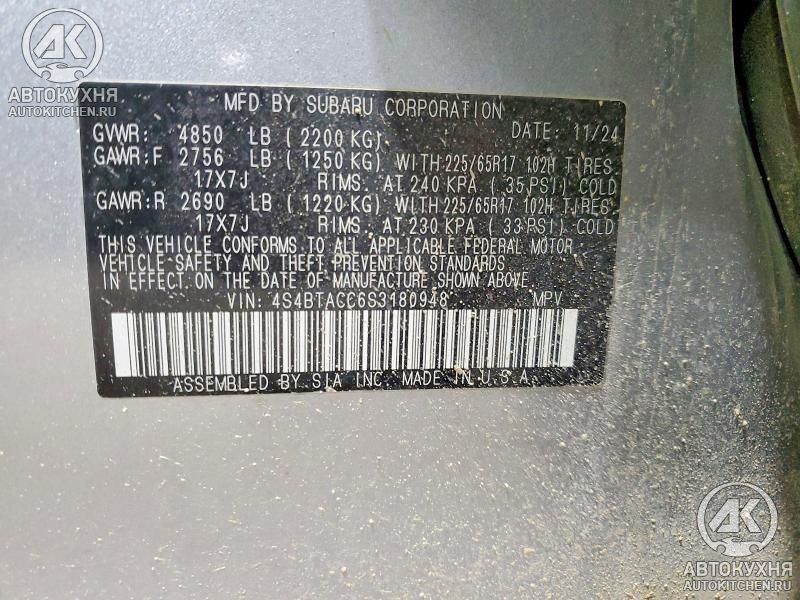 AK
АВТОКУХНЯ
AUTOKITCHEN.RU
MFD BY SUBARU CORPORATION
GVWR: 4850 LB ( 2200 KG) DATE: 11/24
GAWR:F 2756 LB ( 1250 KG) WITH 225/65R17 102H TIRES
17X7J RIMS. AT 240 KPA ( 35 PSI) COLD
GAWR:R 2690 LB ( 1220 KG) WITH 225/65R17 102H TIRES
17X7J RIMS. AT 230 KPA ( 33 PSI) COLD
THIS VEHICLE CONFORMS TO ALL APPLICABLE FEDERAL MOTOR
VEHICLE SAFETY AND THEFT PREVENTION STANDARDS
IN EFFECT ON THE DATE OF MANUFACTURE SHOWN ABOVE.
VIN: 4S4BTACC6S3180948 MPV
ASSEMBLED BY SIA INC. MADE IN U.S.A.
AK
АВТОКУХНЯ
AUTOKITCHEN.RU